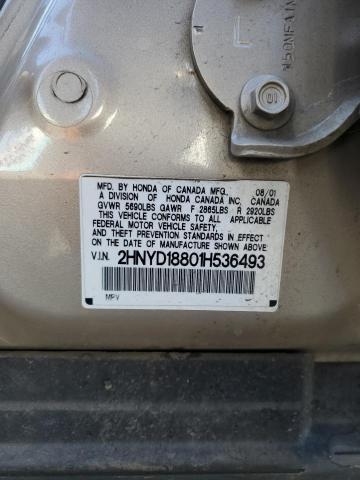 L
01
MFD. BY HONDA OF CANADA MFG. 08/01
A DIVISION OF HONDA CANADA INC. CANADA
GVWR 5690LBS GAWR F 2865LBS R 2920LBS
THIS VEHICLE CONFORMS TO ALL APPLICABLE
FEDERAL MOTOR VEHICLE SAFETY,
AND THEFT PREVENTION STANDARDS IN EFFECT
ON THE DATE OF MANUFACTURE SHOWN ABOVE.
V.I.N. 2HNYD18801H536493
MPV